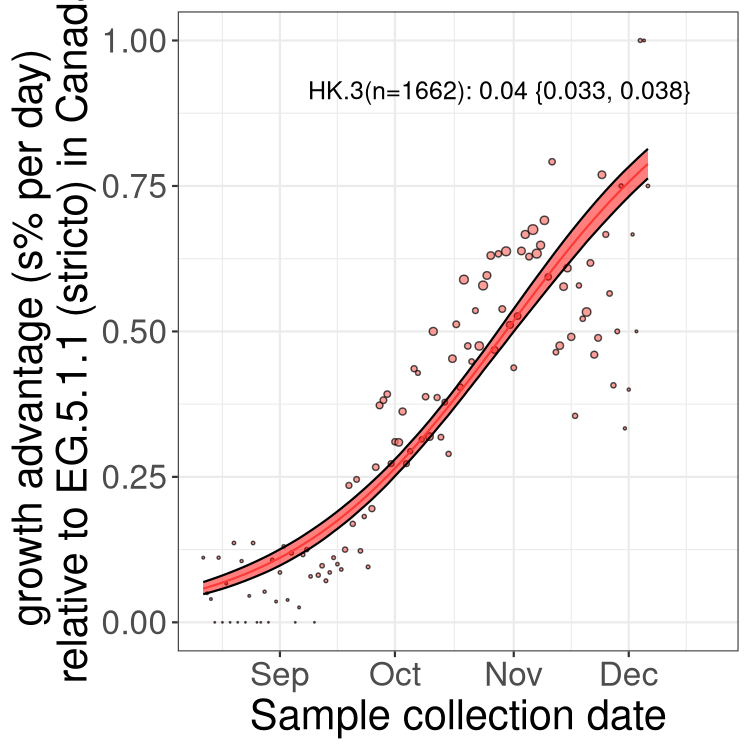 growth advantage (s% per day)
relative to EG.5.1.1 (stricto) in Canada
1.00
0.75
0.50
0.25
0.00
HK.3(n=1662): 0.04 {0.033, 0.038}
Sep Oct Nov Dec
Sample collection date